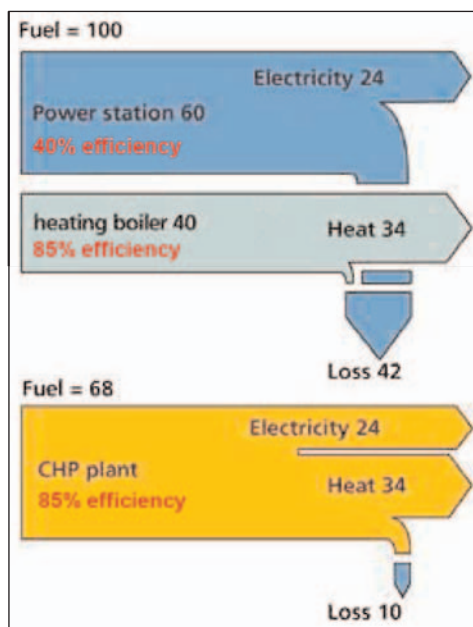 Fuel = 100
Electricity 24
Power station 60
40% efficiency
heating boiler 40
Heat 34
85% efficiency
Loss 42
Fuel = 68
Electricity 24
CHP plant
Heat 34
85% efficiency
Loss 10